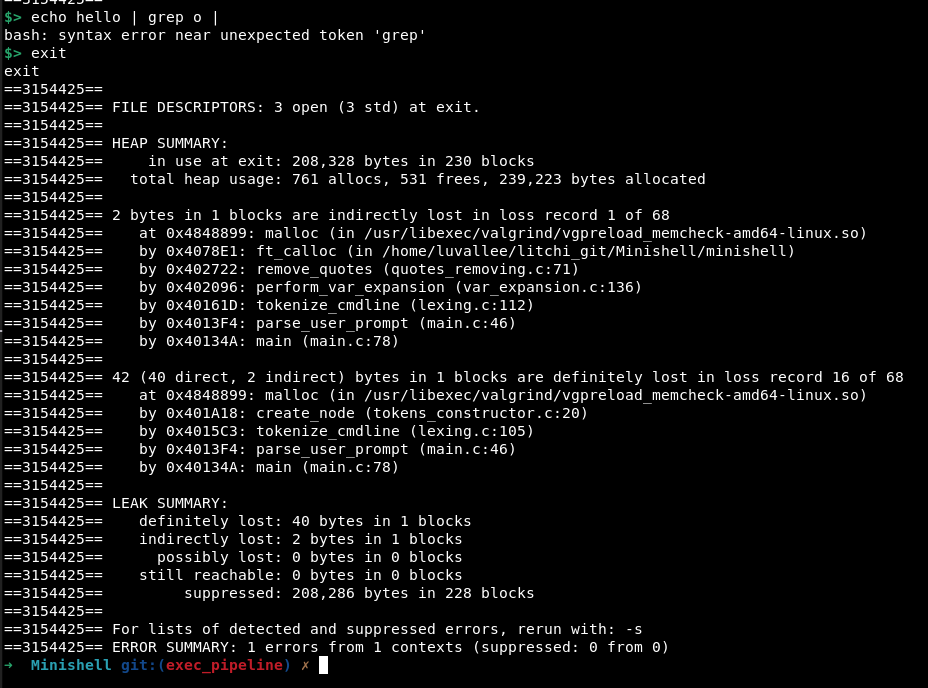 ==3154425==
$> echo hello | grep o |
bash: syntax error near unexpected token 'grep'
$> exit
exit
==3154425==
==3154425== FILE DESCRIPTORS: 3 open (3 std) at exit.
==3154425==
==3154425== HEAP SUMMARY:
==3154425==     in use at exit: 208,328 bytes in 230 blocks
==3154425==   total heap usage: 761 allocs, 531 frees, 239,223 bytes allocated
==3154425==
==3154425== 2 bytes in 1 blocks are indirectly lost in loss record 1 of 68
==3154425==    at 0x4848899: malloc (in /usr/libexec/valgrind/vgpreload_memcheck-amd64-linux.so)
==3154425==    by 0x4078E1: ft_calloc (in /home/luvallee/litchi_git/Minishell/minishell)
==3154425==    by 0x402722: remove_quotes (quotes_removing.c:71)
==3154425==    by 0x402096: perform_var_expansion (var_expansion.c:136)
==3154425==    by 0x40161D: tokenize_cmdline (lexing.c:112)
==3154425==    by 0x4013F4: parse_user_prompt (main.c:46)
==3154425==    by 0x40134A: main (main.c:78)
==3154425==
==3154425== 42 (40 direct, 2 indirect) bytes in 1 blocks are definitely lost in loss record 16 of 68
==3154425==    at 0x4848899: malloc (in /usr/libexec/valgrind/vgpreload_memcheck-amd64-linux.so)
==3154425==    by 0x401A18: create_node (tokens_constructor.c:20)
==3154425==    by 0x4015C3: tokenize_cmdline (lexing.c:105)
==3154425==    by 0x4013F4: parse_user_prompt (main.c:46)
==3154425==    by 0x40134A: main (main.c:78)
==3154425==
==3154425== LEAK SUMMARY:
==3154425==    definitely lost: 40 bytes in 1 blocks
==3154425==    indirectly lost: 2 bytes in 1 blocks
==3154425==      possibly lost: 0 bytes in 0 blocks
==3154425==    still reachable: 0 bytes in 0 blocks
==3154425==         suppressed: 208,286 bytes in 228 blocks
==3154425==
==3154425== For lists of detected and suppressed errors, rerun with: -s
==3154425== ERROR SUMMARY: 1 errors from 1 contexts (suppressed: 0 from 0)
→  Minishell git:(exec_pipeline) ✗